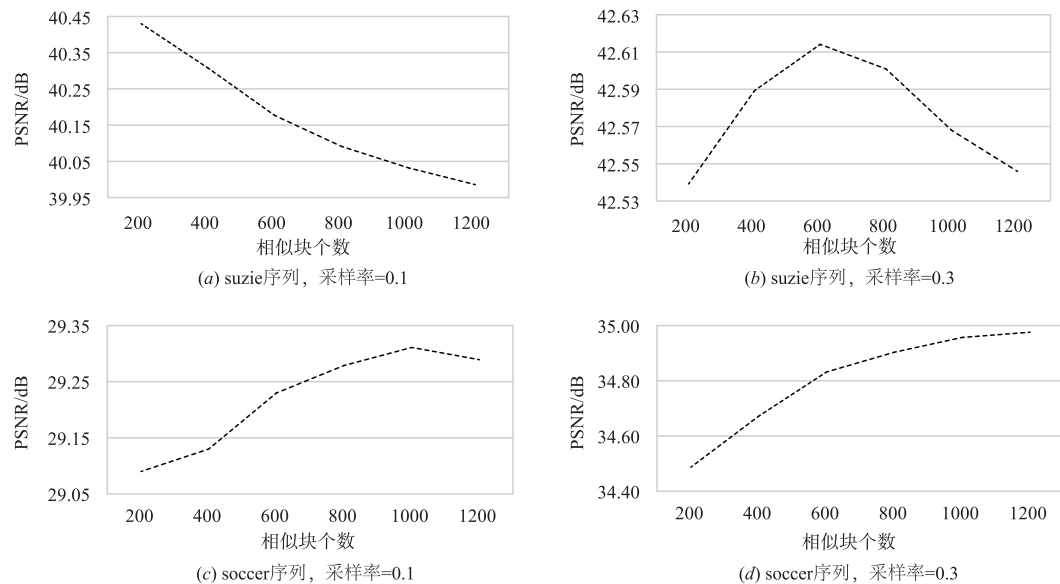 40.45
40.35
40.25
40.15
40.05
39.95
PSNR/dB
200 400 600 800 1000 1200
相似块个数
(a) suzie序列，采样率=0.1
42.63
42.61
42.59
42.57
42.55
42.53
PSNR/dB
200 400 600 800 1000 1200
相似块个数
(b) suzie序列，采样率=0.3
29.35
29.25
29.15
29.05
PSNR/dB
200 400 600 800 1000 1200
相似块个数
(c) soccer序列，采样率=0.1
35.00
34.80
34.60
34.40
PSNR/dB
200 400 600 800 1000 1200
相似块个数
(d) soccer序列，采样率=0.3